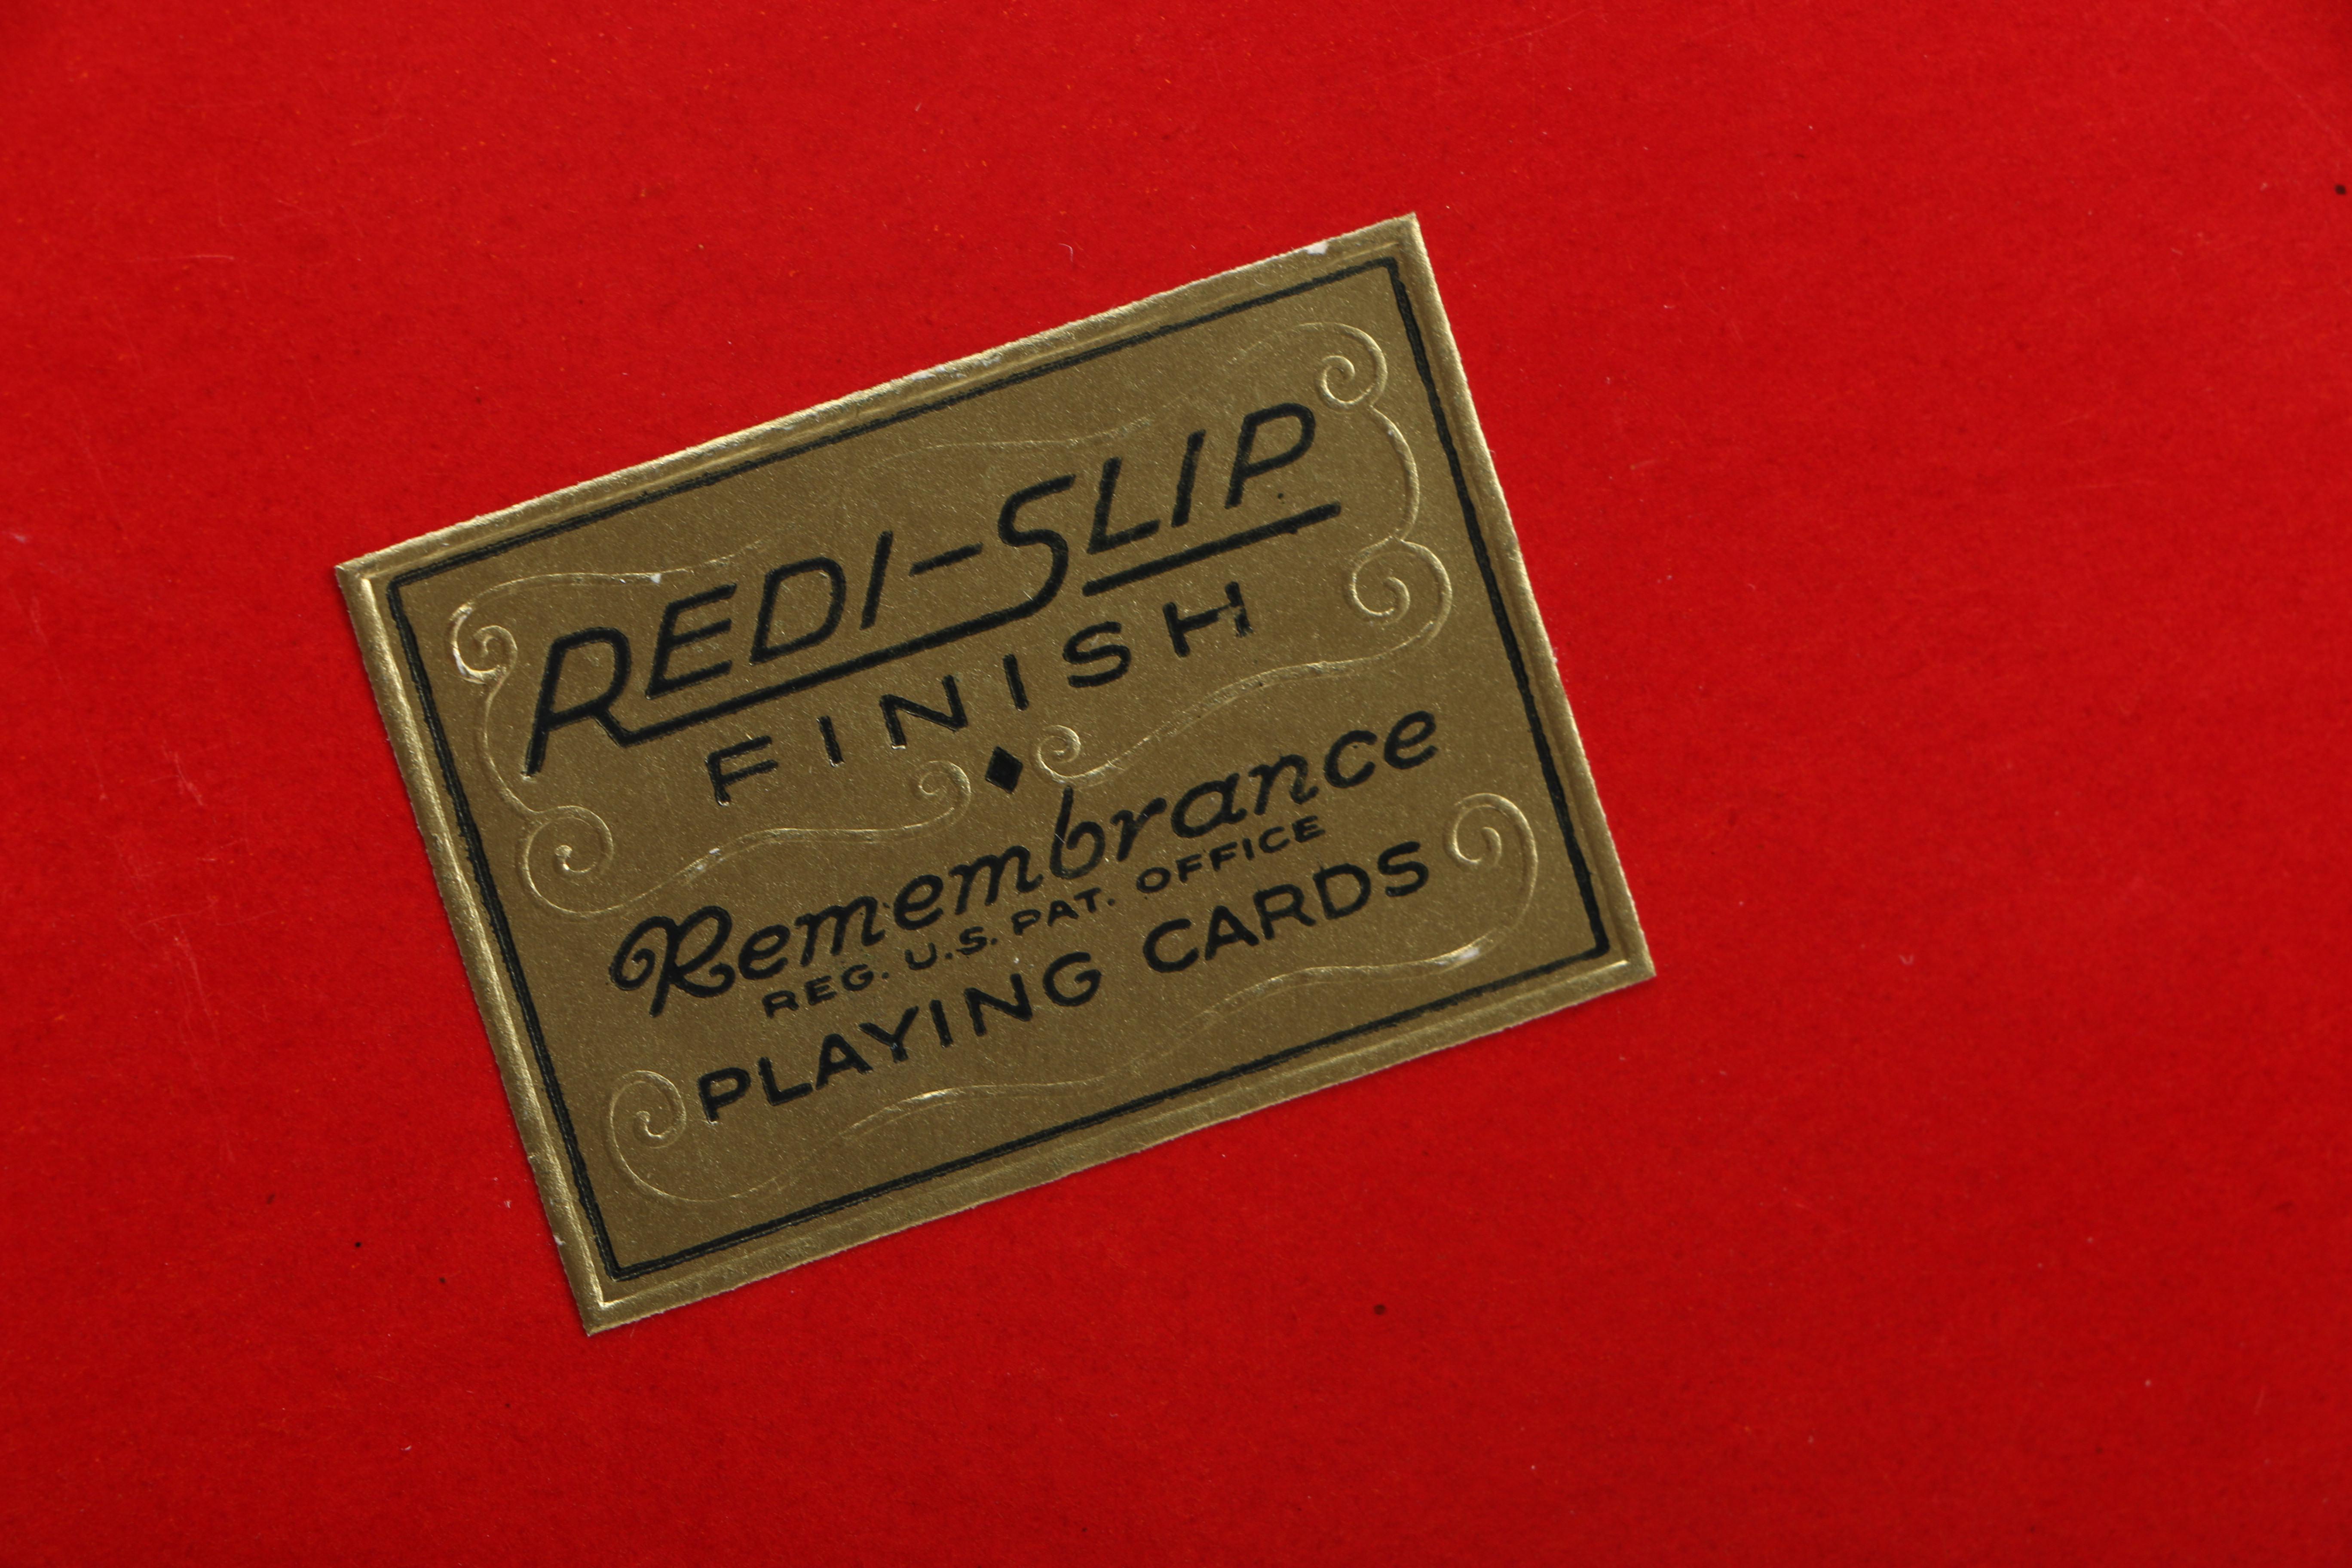 REDI-SLIP
FINISH
Remembrance
REG. U.S. PAT. OFFICE
PLAYING CARDS